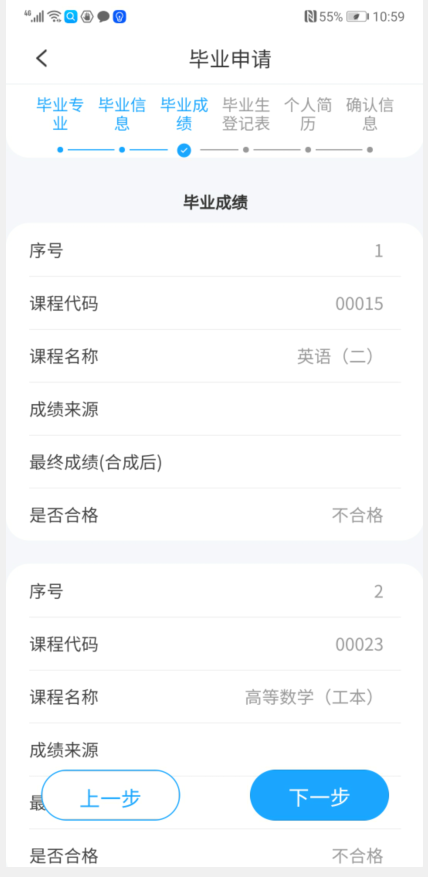 4G 55% 10:59
毕业申请
毕业专 毕业信 毕业成 毕业生 个人简 确认信
业 息 绩 登记表 历 息
毕业成绩
序号 1
课程代码 00015
课程名称 英语（二）
成绩来源
最终成绩(合成后)
是否合格 不合格
序号 2
课程代码 00023
课程名称 高等数学（工本）
成绩来源
最
上一步 下一步
是否合格 不合格